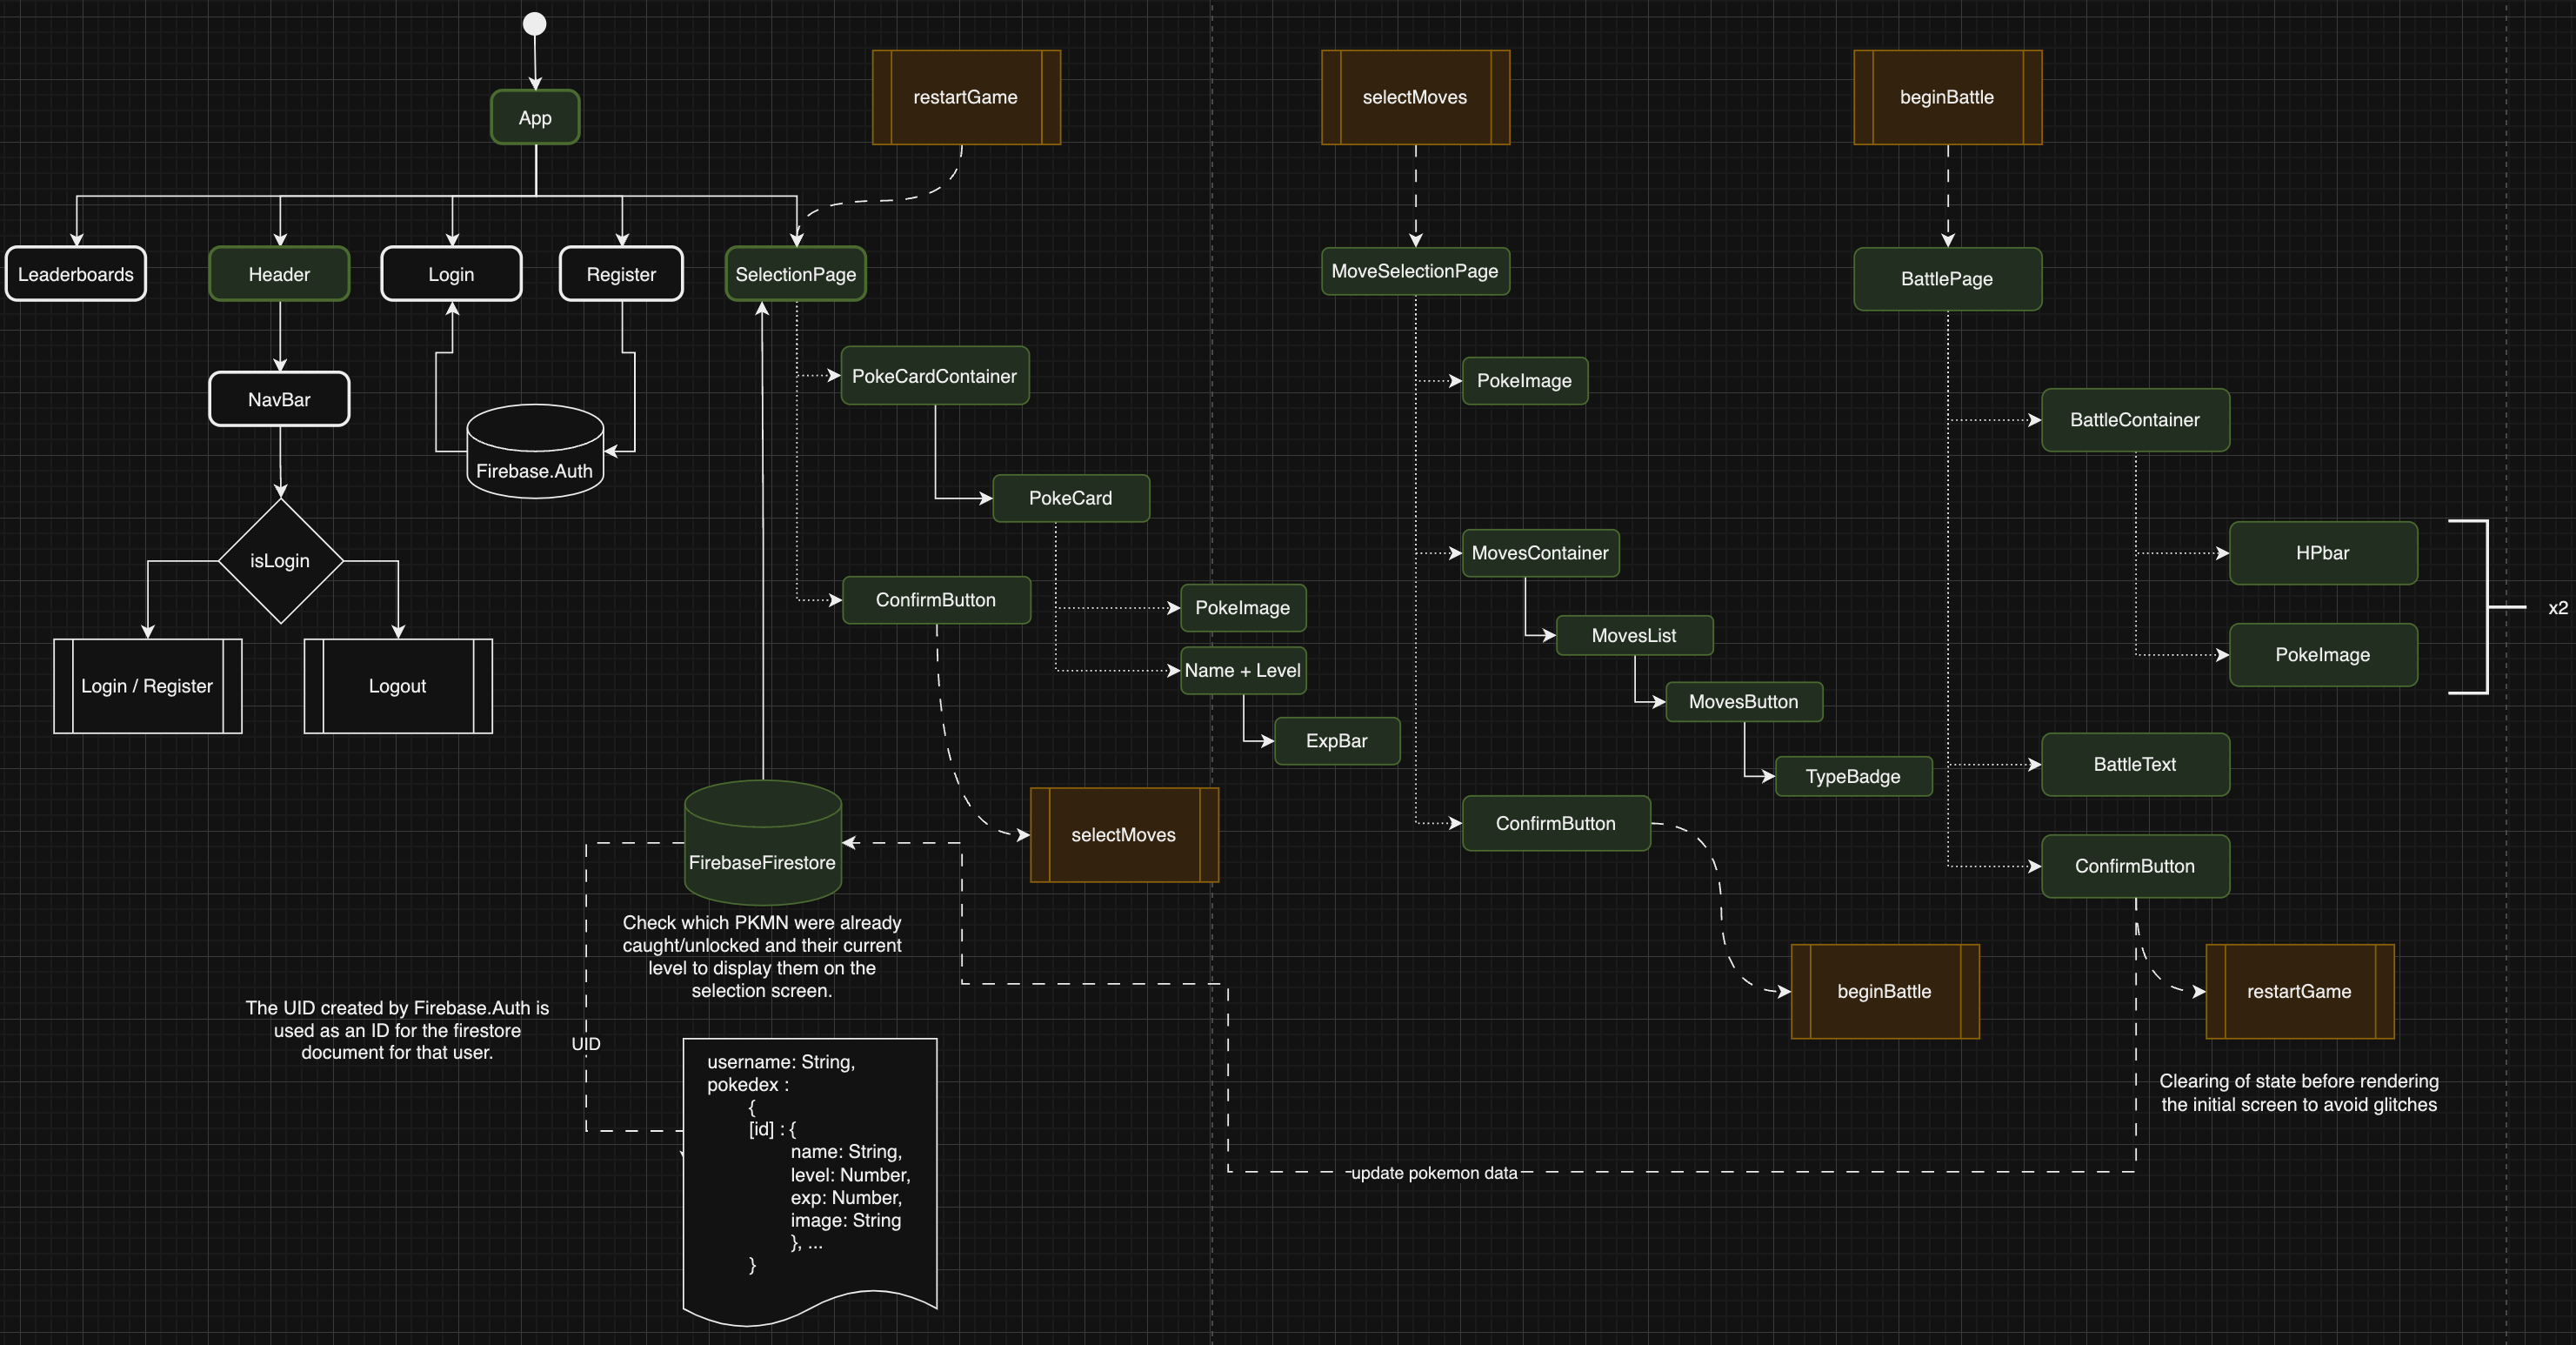 App
restartGame
selectMoves
beginBattle
Leaderboards
Header
Login
Register
SelectionPage
MoveSelectionPage
BattlePage
PokeCardContainer
PokeImage
NavBar
BattleContainer
Firebase.Auth
PokeCard
isLogin
MovesContainer
HPbar
ConfirmButton
PokeImage
x2
MovesList
PokeImage
Name + Level
Login / Register
Logout
MovesButton
ExpBar
BattleText
TypeBadge
selectMoves
ConfirmButton
FirebaseFirestore
ConfirmButton
Check which PKMN were already
caught/unlocked and their current
level to display them on the
selection screen.
beginBattle
restartGame
The UID created by Firebase.Auth is
used as an ID for the firestore
document for that user.
UID
username: String,
pokedex :
{
[id] : {
name: String,
level: Number,
exp: Number,
image: String
}, ...
}
Clearing of state before rendering
the initial screen to avoid glitches
update pokemon data